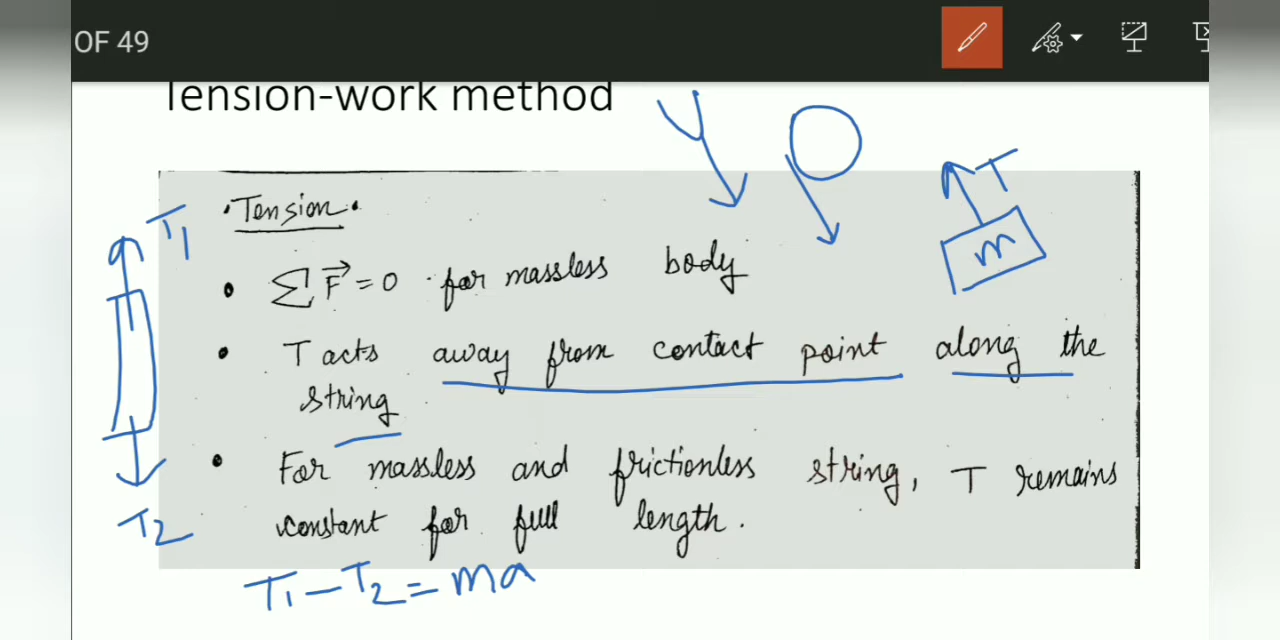 OF 49
Tension-work method
T
T1
• Tension •
m
• ∑F⃗ = 0 for massless body
• T acts away from contact point along the
string
• For massless and frictionless string, T remains
constant for full length.
T2
T1 - T2 = ma